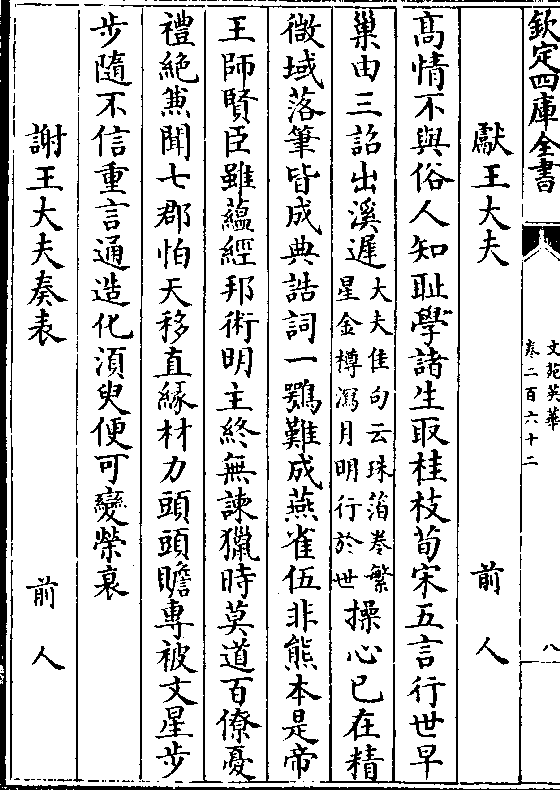 欽定四庫全書
文苑英華
卷二百六十二
八
獻王大夫　前人
高情不與俗人知耻學諸生取桂枝荀宋五言行世早
巢由三詔出溪遲大夫佳句云珠箔卷繁星金樽瀉月明行於世操心已在精
微域落筆皆成典誥詞一鶚難成燕雀伍非熊本是帝
王師賢臣雖蘊經邦術明主終無諫獵時莫道百僚憂
禮絶兼聞七郡怕天移直縁材力頭頭贍専被文星步
步隨不信重言通造化湏臾便可變榮衰
謝王大夫奏表　前人